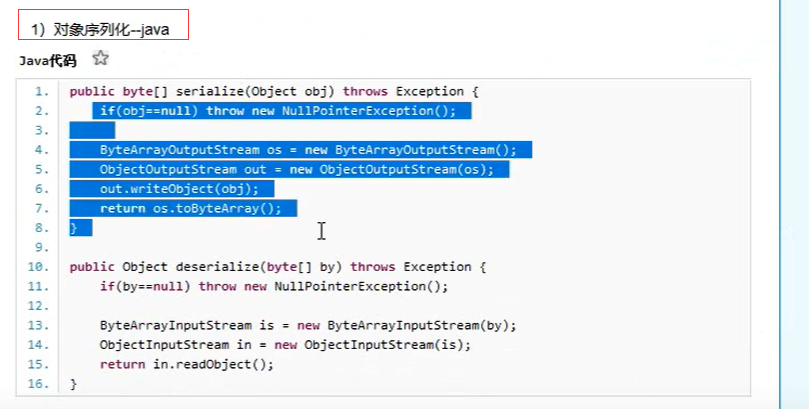 1）对象序列化--java
Java代码 ☆
1. public byte[] serialize(Object obj) throws Exception {
2.     if(obj==null) throw new NullPointerException();
3.
4.     ByteArrayOutputStream os = new ByteArrayOutputStream();
5.     ObjectOutputStream out = new ObjectOutputStream(os);
6.     out.writeObject(obj);
7.     return os.toByteArray();
8. }
9.
10. public Object deserialize(byte[] by) throws Exception {
11.     if(by==null) throw new NullPointerException();
12.
13.     ByteArrayInputStream is = new ByteArrayInputStream(by);
14.     ObjectInputStream in = new ObjectInputStream(is);
15.     return in.readObject();
16. }